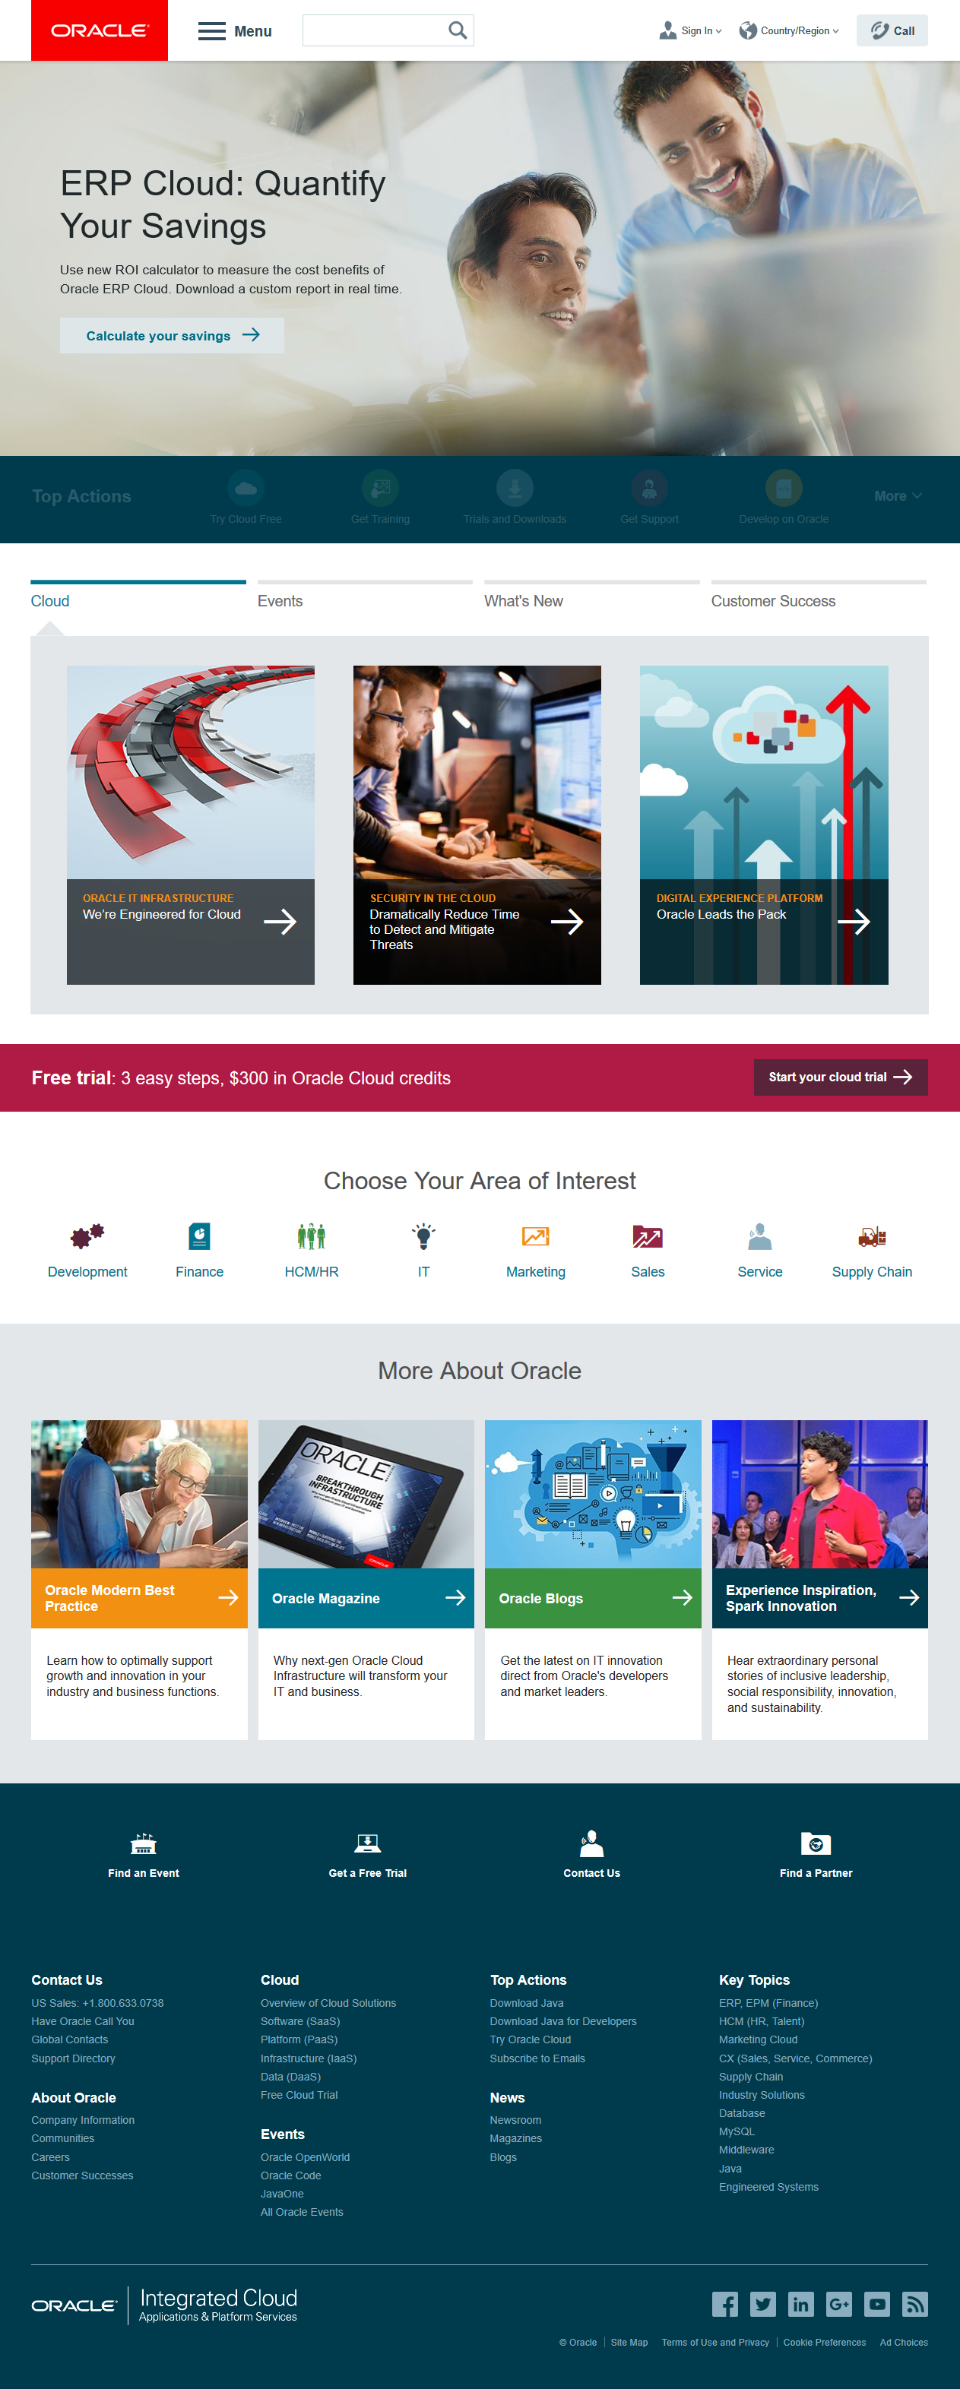 ORACLE
Menu
Sign In
Country/Region
Call
ERP Cloud: Quantify
Your Savings
Use new ROI calculator to measure the cost benefits of
Oracle ERP Cloud. Download a custom report in real time.
Calculate your savings
Top Actions
Try Cloud Free
Get Training
Trials and Downloads
Get Support
Develop on Oracle
More
Cloud
Events
What's New
Customer Success
ORACLE IT INFRASTRUCTURE
We're Engineered for Cloud
SECURITY IN THE CLOUD
Dramatically Reduce Time
to Detect and Mitigate
Threats
DIGITAL EXPERIENCE PLATFORM
Oracle Leads the Pack
Free trial: 3 easy steps, $300 in Oracle Cloud credits
Start your cloud trial
Choose Your Area of Interest
Development
Finance
HCM/HR
IT
Marketing
Sales
Service
Supply Chain
More About Oracle
ORACLE
BREAKTHROUGH
INFRASTRUCTURE
Oracle Modern Best
Practice
Oracle Magazine
Oracle Blogs
Experience Inspiration,
Spark Innovation
Learn how to optimally support
growth and innovation in your
industry and business functions.
Why next-gen Oracle Cloud
Infrastructure will transform your
IT and business.
Get the latest on IT innovation
direct from Oracle's developers
and market leaders.
Hear extraordinary personal
stories of inclusive leadership,
social responsibility, innovation,
and sustainability.
Find an Event
Get a Free Trial
Contact Us
Find a Partner
Contact Us
US Sales: +1.800.633.0738
Have Oracle Call You
Global Contacts
Support Directory
About Oracle
Company Information
Communities
Careers
Customer Successes
Cloud
Overview of Cloud Solutions
Software (SaaS)
Platform (PaaS)
Infrastructure (IaaS)
Data (DaaS)
Free Cloud Trial
Events
Oracle OpenWorld
Oracle Code
JavaOne
All Oracle Events
Top Actions
Download Java
Download Java for Developers
Try Oracle Cloud
Subscribe to Emails
News
Newsroom
Magazines
Blogs
Key Topics
ERP, EPM (Finance)
HCM (HR, Talent)
Marketing Cloud
CX (Sales, Service, Commerce)
Supply Chain
Industry Solutions
Database
MySQL
Middleware
Java
Engineered Systems
ORACLE
Integrated Cloud
Applications & Platform Services
© Oracle
Site Map
Terms of Use and Privacy
Cookie Preferences
Ad Choices